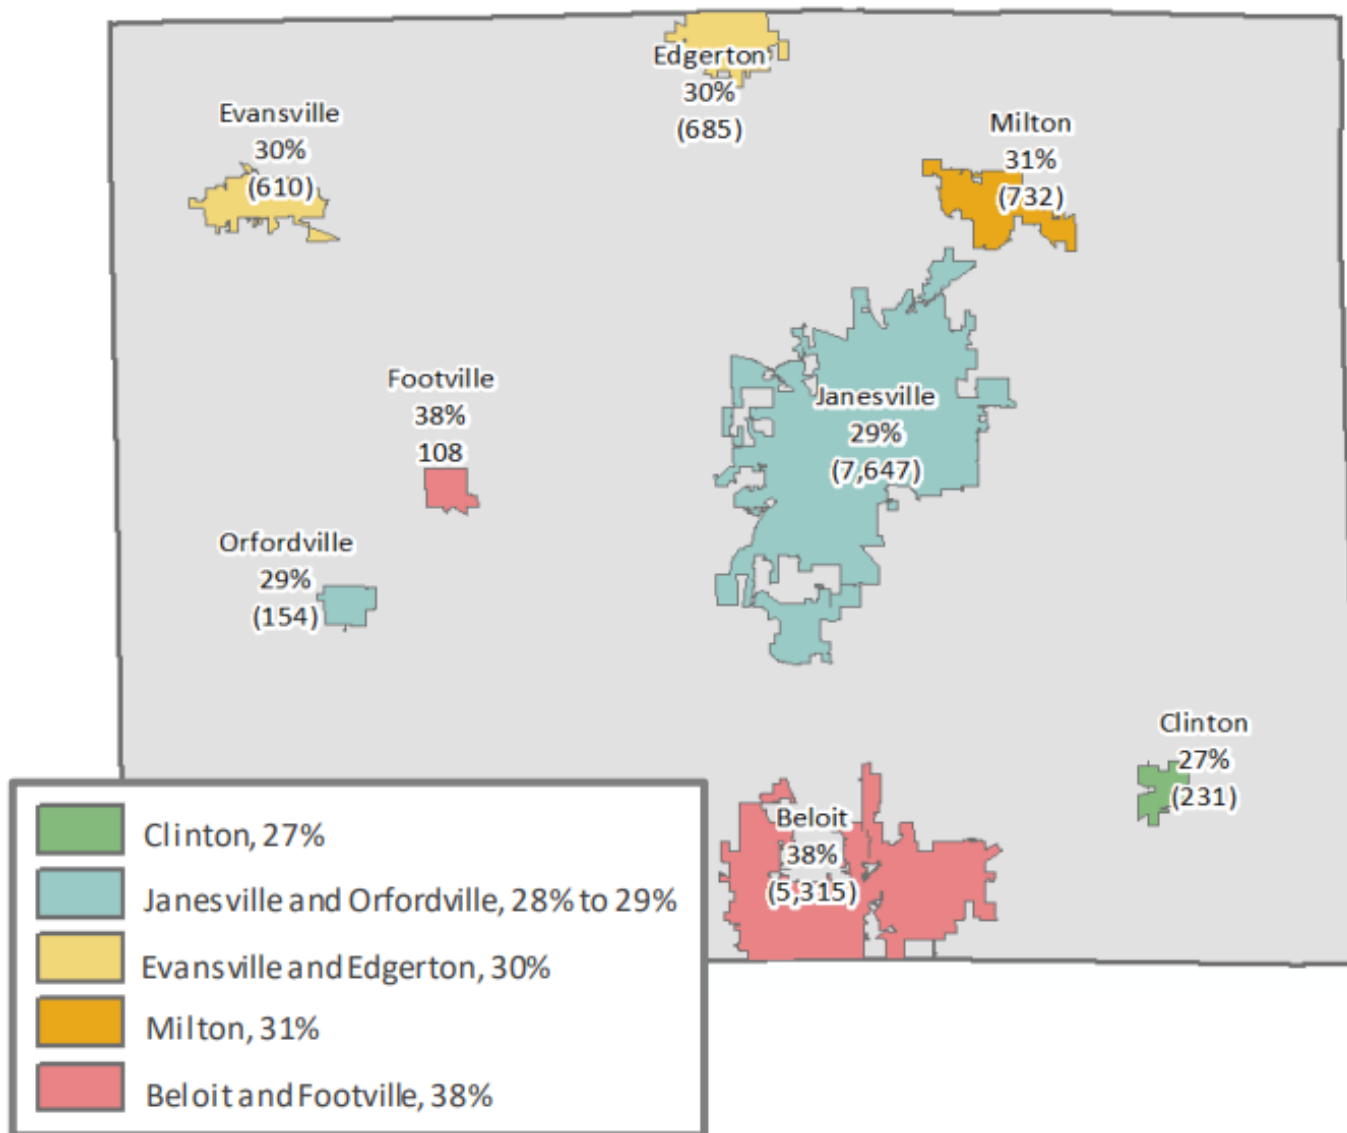 Edgerton
30%
(685)
Evansville
30%
(610)
Milton
31%
(732)
Footville
38%
108
Janesville
29%
(7,647)
Orfordville
29%
(154)
Clinton
27%
(231)
Beloit
38%
(5,315)
Clinton, 27%
Janesville and Orfordville, 28% to 29%
Evansville and Edgerton, 30%
Milton, 31%
Beloit and Footville, 38%